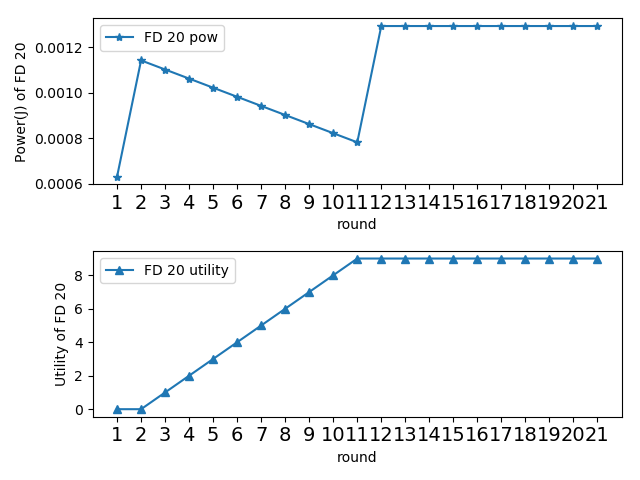 FD 20 pow
Power(J) of FD 20
0.0012
0.0010
0.0008
0.0006
1 2 3 4 5 6 7 8 9 10 11 12 13 14 15 16 17 18 19 20 21
round
FD 20 utility
Utility of FD 20
8
6
4
2
0
1 2 3 4 5 6 7 8 9 10 11 12 13 14 15 16 17 18 19 20 21
round